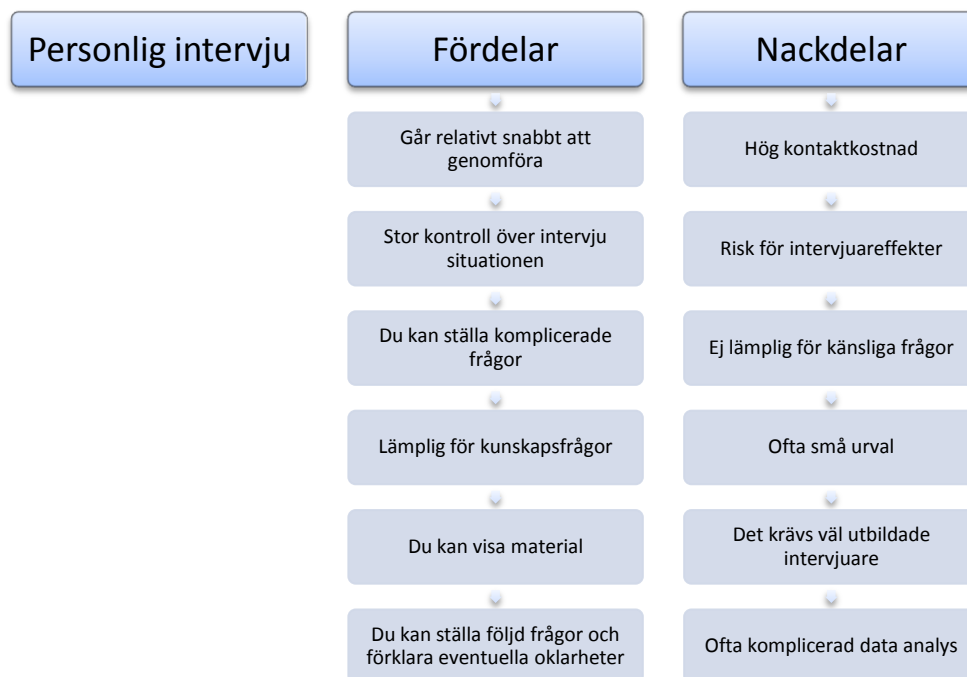 Personlig intervju
Fördelar
Går relativt snabbt att
genomföra
Stor kontroll över intervju
situationen
Du kan ställa komplicerade
frågor
Lämplig för kunskapsfrågor
Du kan visa material
Du kan ställa följd frågor och
förklara eventuella oklarheter
Nackdelar
Hög kontaktkostnad
Risk för intervjuareffekter
Ej lämplig för känsliga frågor
Ofta små urval
Det krävs väl utbildade
intervjuare
Ofta komplicerad data analys